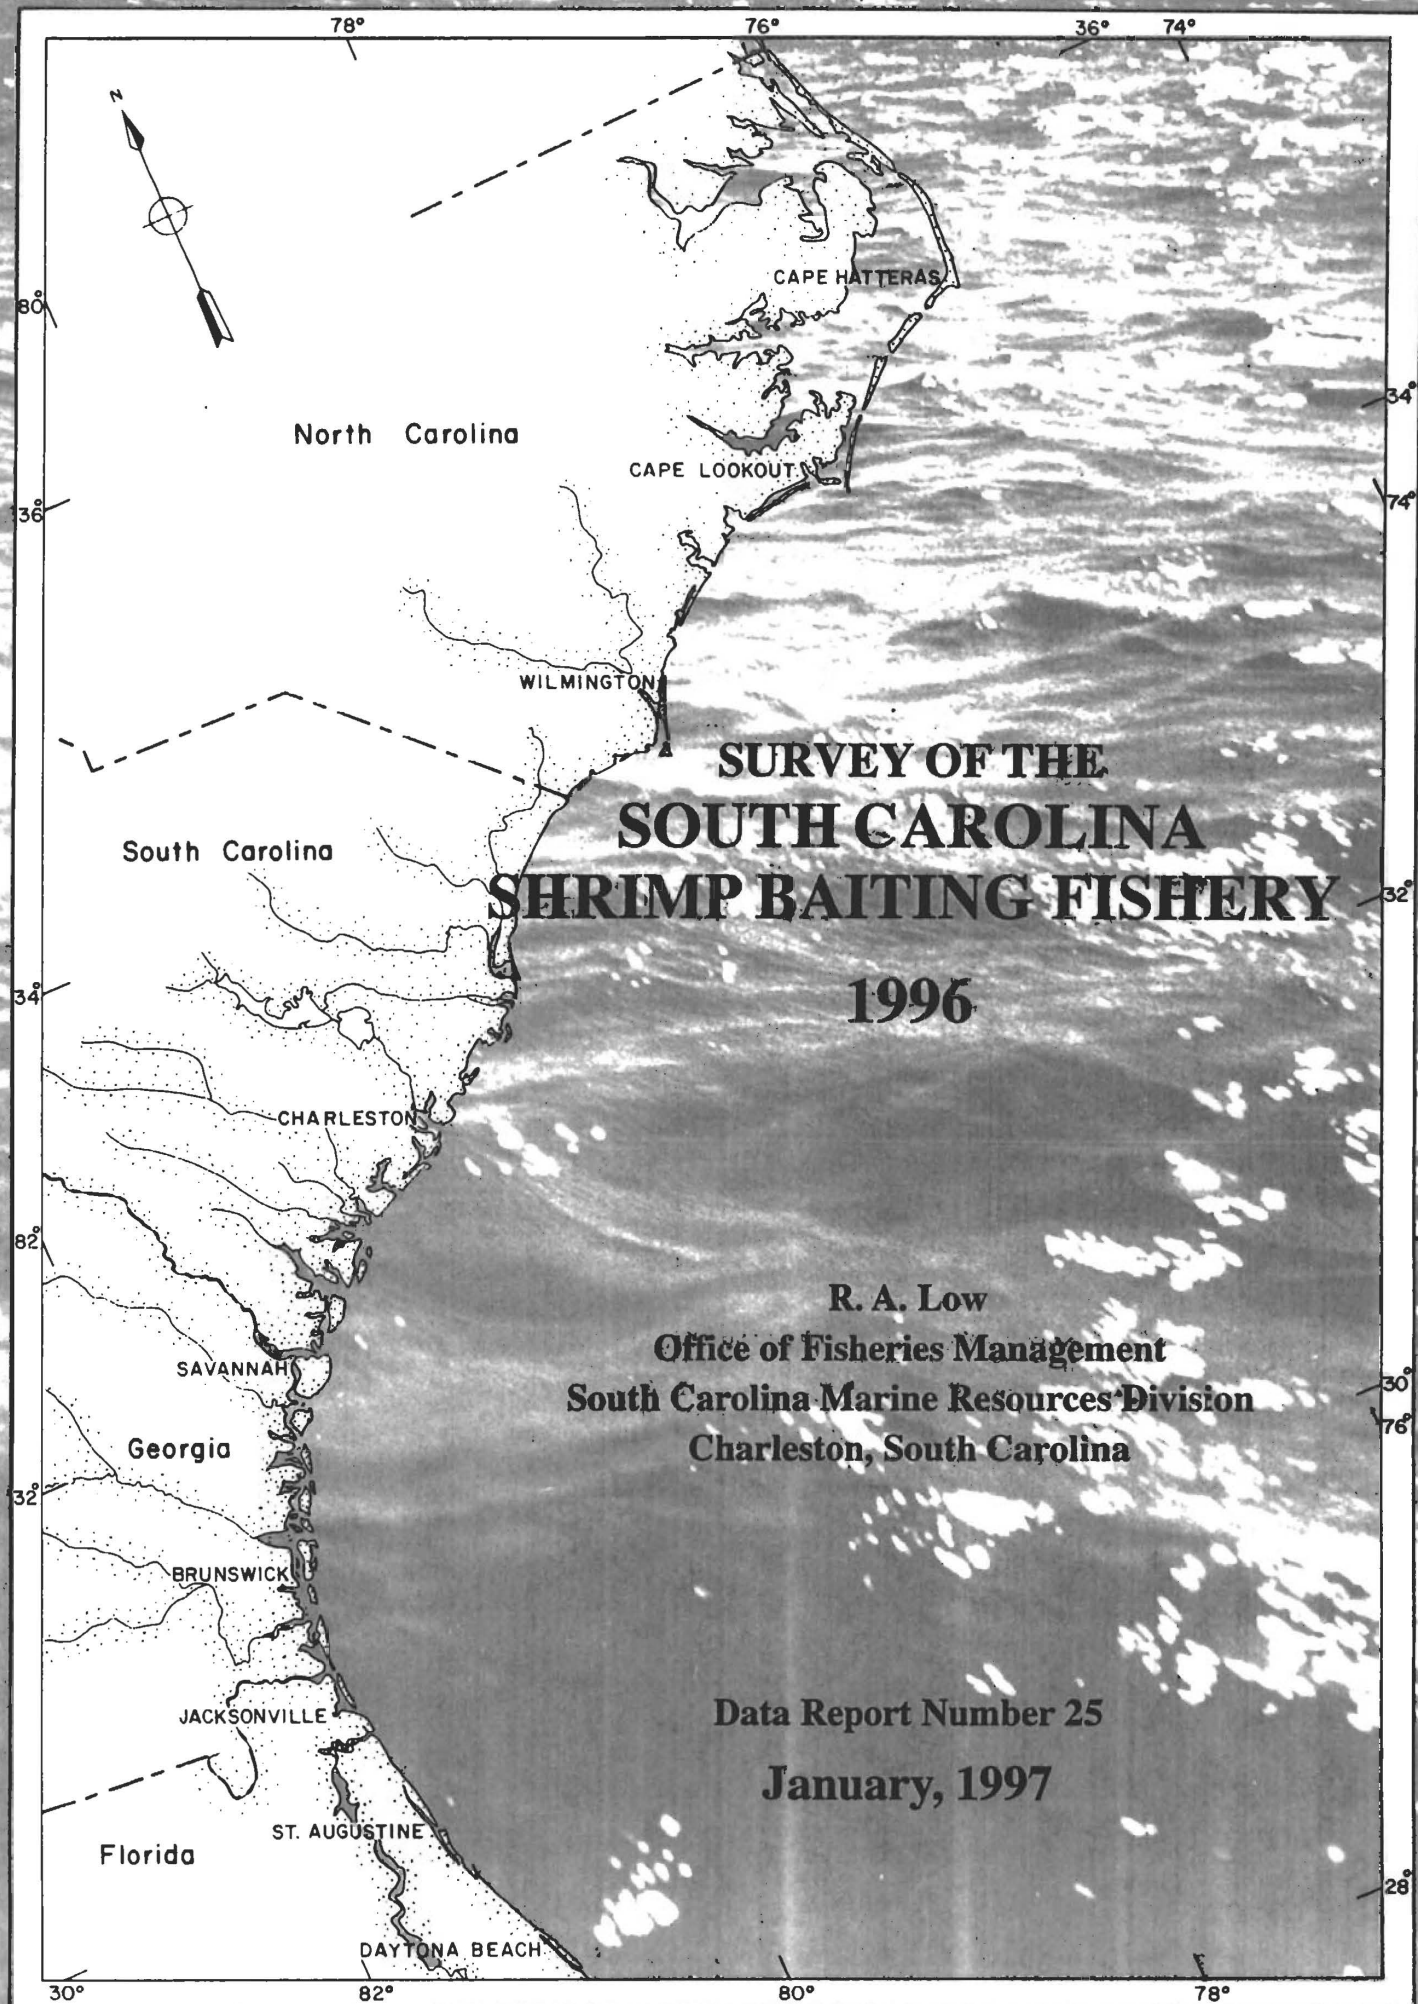 78°
76°
36°
74°
N
CAPE HATTERAS
80°
34°
North Carolina
CAPE LOOKOUT
36°
74°
WILMINGTON
SURVEY OF THE
SOUTH CAROLINA
SHRIMP BAITING FISHERY
1996
South Carolina
32°
34°
CHARLESTON
82°
R. A. Low
Office of Fisheries Management
South Carolina Marine Resources Division
Charleston, South Carolina
SAVANNAH
30°
76°
Georgia
32°
BRUNSWICK
JACKSONVILLE
Data Report Number 25
January, 1997
ST. AUGUSTINE
Florida
28°
DAYTONA BEACH
30°
82°
80°
78°